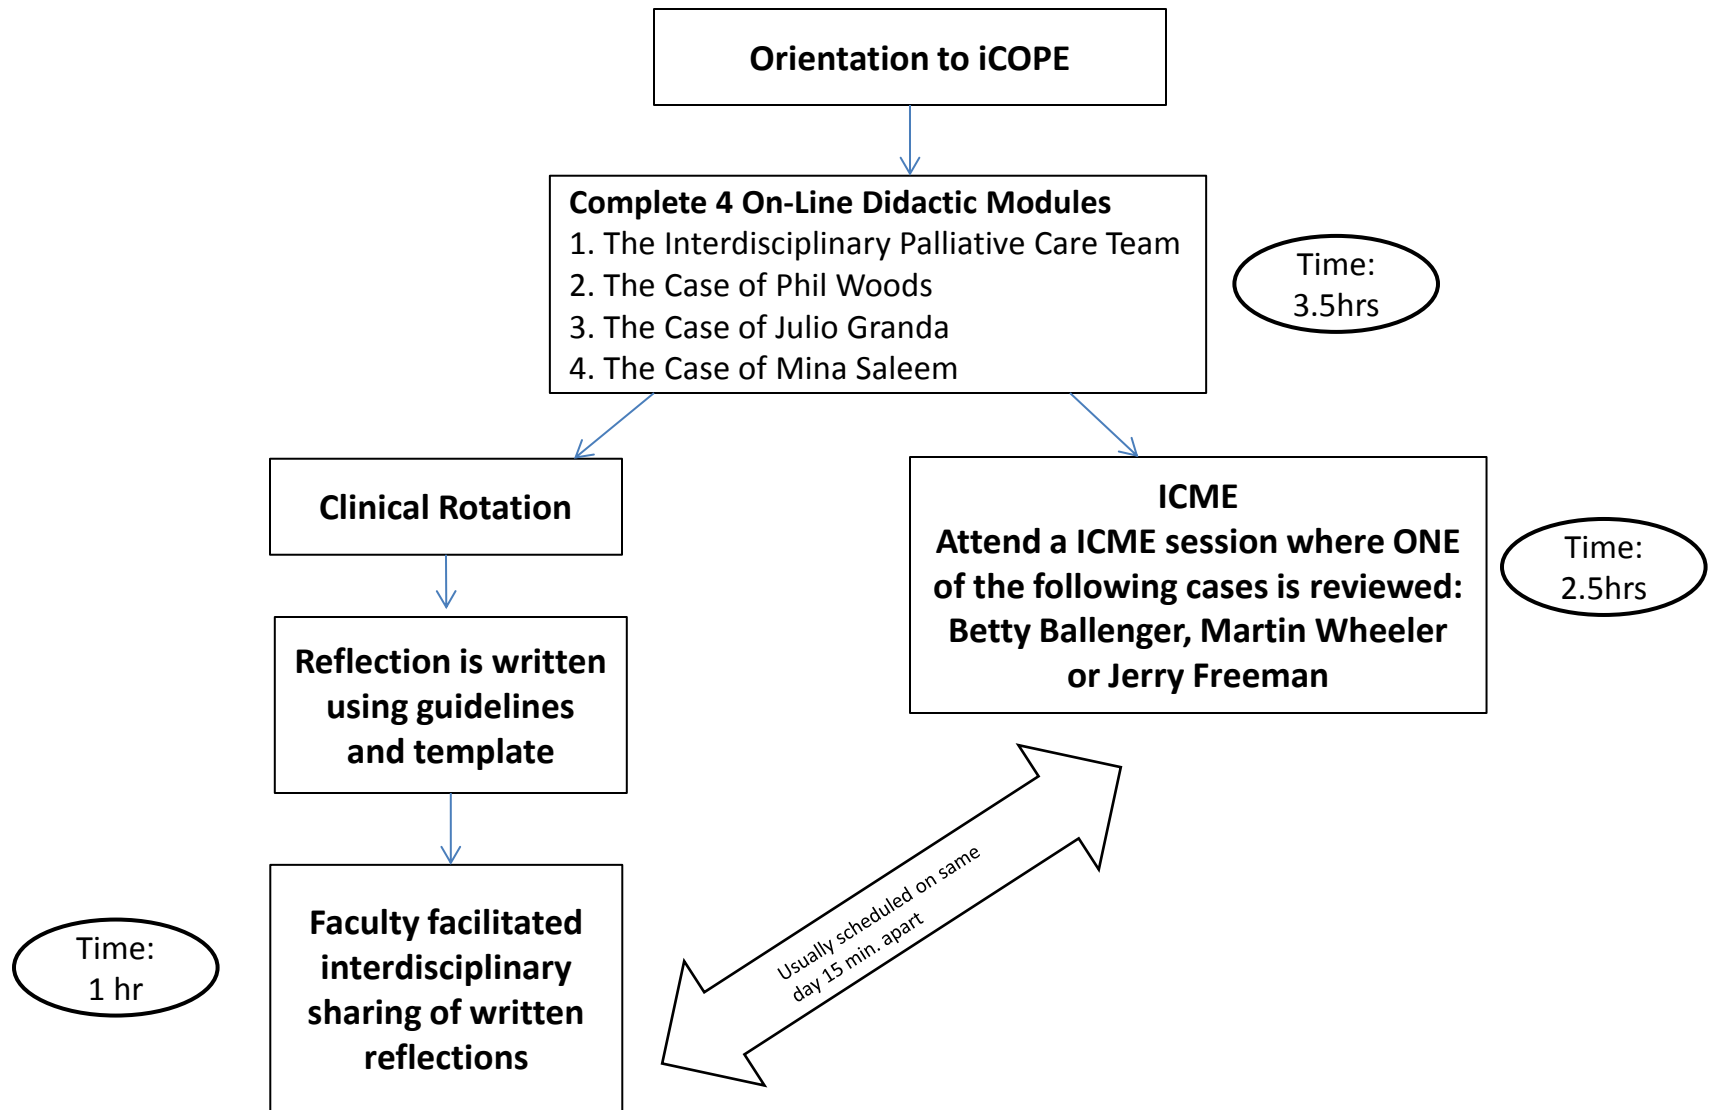 Orientation to iCOPE
Complete 4 On-Line Didactic Modules
1. The Interdisciplinary Palliative Care Team
2. The Case of Phil Woods
3. The Case of Julio Granda
4. The Case of Mina Saleem
Time:
3.5hrs
Clinical Rotation
ICME
Attend a ICME session where ONE
of the following cases is reviewed:
Betty Ballenger, Martin Wheeler
or Jerry Freeman
Time:
2.5hrs
Reflection is written
using guidelines
and template
Faculty facilitated
interdisciplinary
sharing of written
reflections
Time:
1 hr
Usually scheduled on same
day 15 min. apart